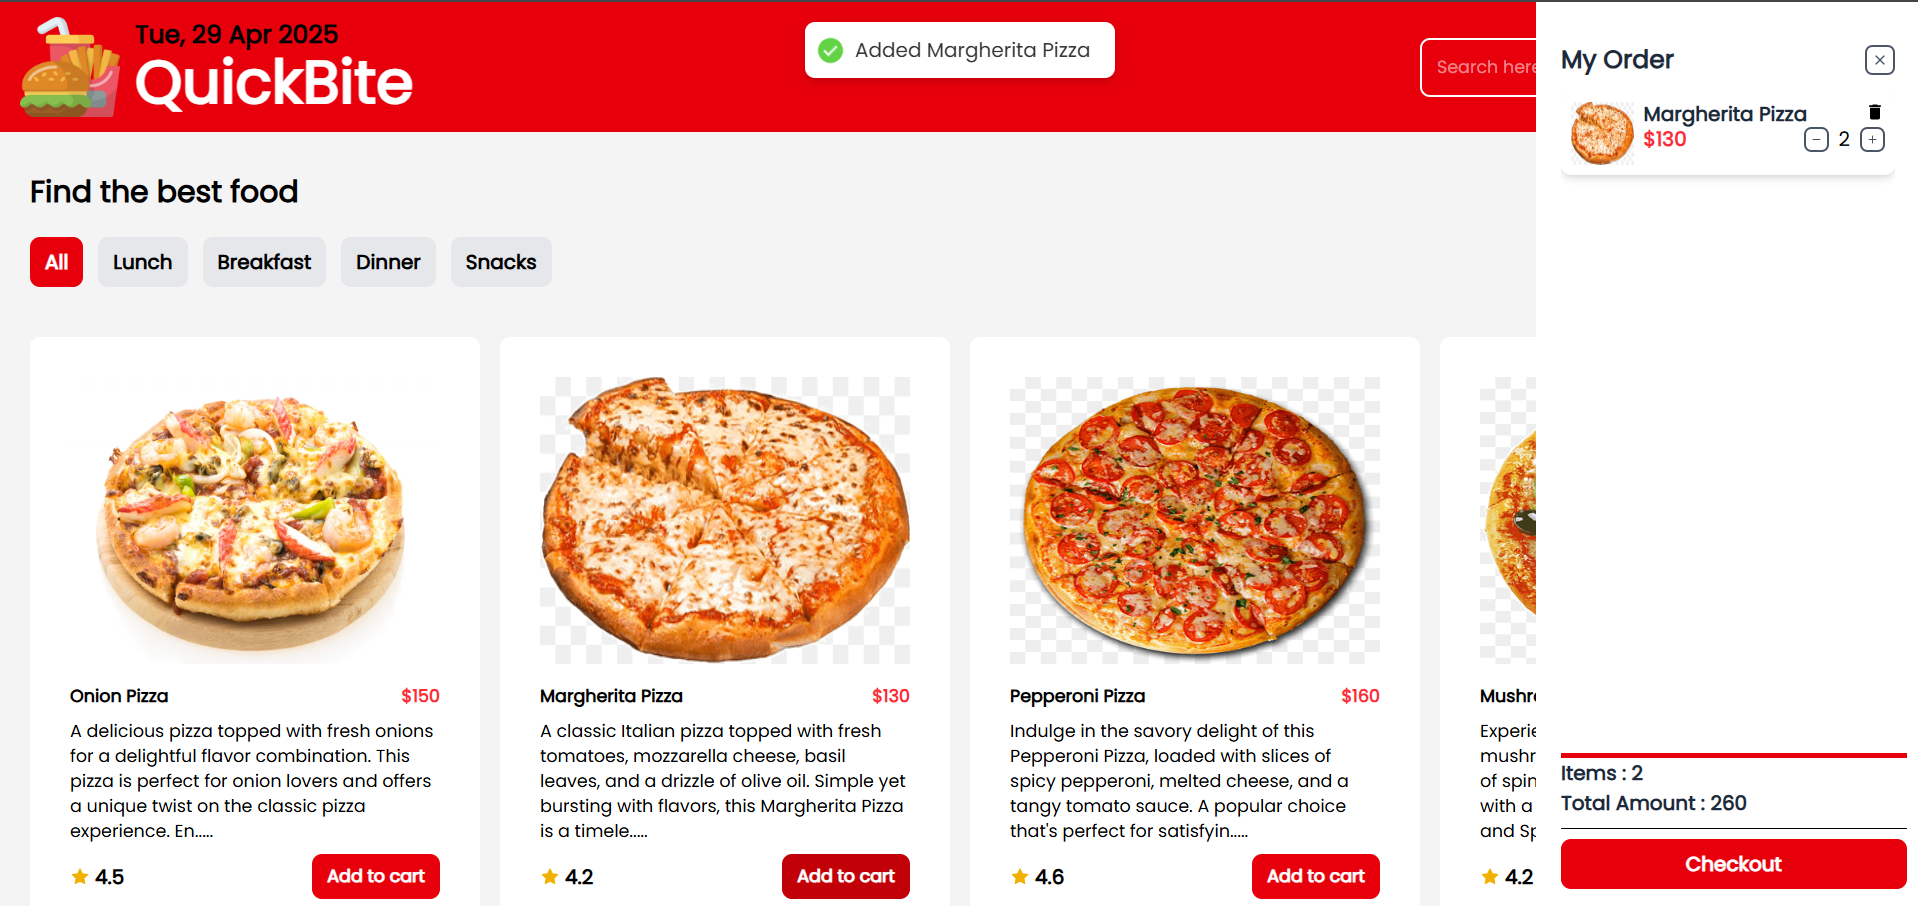 Tue, 29 Apr 2025
QuickBite
Added Margherita Pizza
Search here
My Order
Margherita Pizza
$130
2
Find the best food
All
Lunch
Breakfast
Dinner
Snacks
Onion Pizza
$150
A delicious pizza topped with fresh onions
for a delightful flavor combination. This
pizza is perfect for onion lovers and offers
a unique twist on the classic pizza
experience. En.....
4.5
Add to cart
Margherita Pizza
$130
A classic Italian pizza topped with fresh
tomatoes, mozzarella cheese, basil
leaves, and a drizzle of olive oil. Simple yet
bursting with flavors, this Margherita Pizza
is a timele.....
4.2
Add to cart
Pepperoni Pizza
$160
Indulge in the savory delight of this
Pepperoni Pizza, loaded with slices of
spicy pepperoni, melted cheese, and a
tangy tomato sauce. A popular choice
that's perfect for satisfyin.....
4.6
Add to cart
Mushr
Experie
mushr
of spin
with a
and Sp
4.2
Items : 2
Total Amount : 260
Checkout